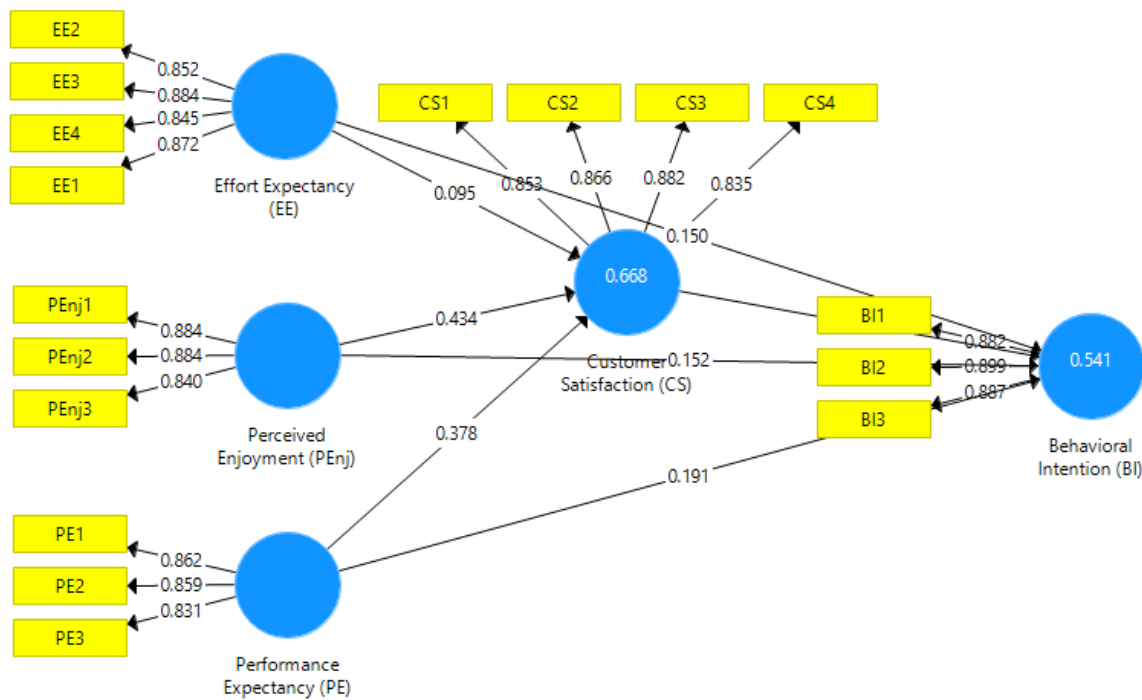 EE2
EE3
EE4
EE1
0.852
0.884
0.845
0.872
Effort Expectancy
(EE)
CS1
CS2
CS3
CS4
0.853
0.866
0.882
0.835
0.095
0.150
0.668
Customer
Satisfaction (CS)
PEnj1
PEnj2
PEnj3
0.884
0.884
0.840
Perceived
Enjoyment (PEnj)
0.434
0.152
0.378
0.191
BI1
BI2
BI3
0.882
0.899
0.887
0.541
Behavioral
Intention (BI)
PE1
PE2
PE3
0.862
0.859
0.831
Performance
Expectancy (PE)